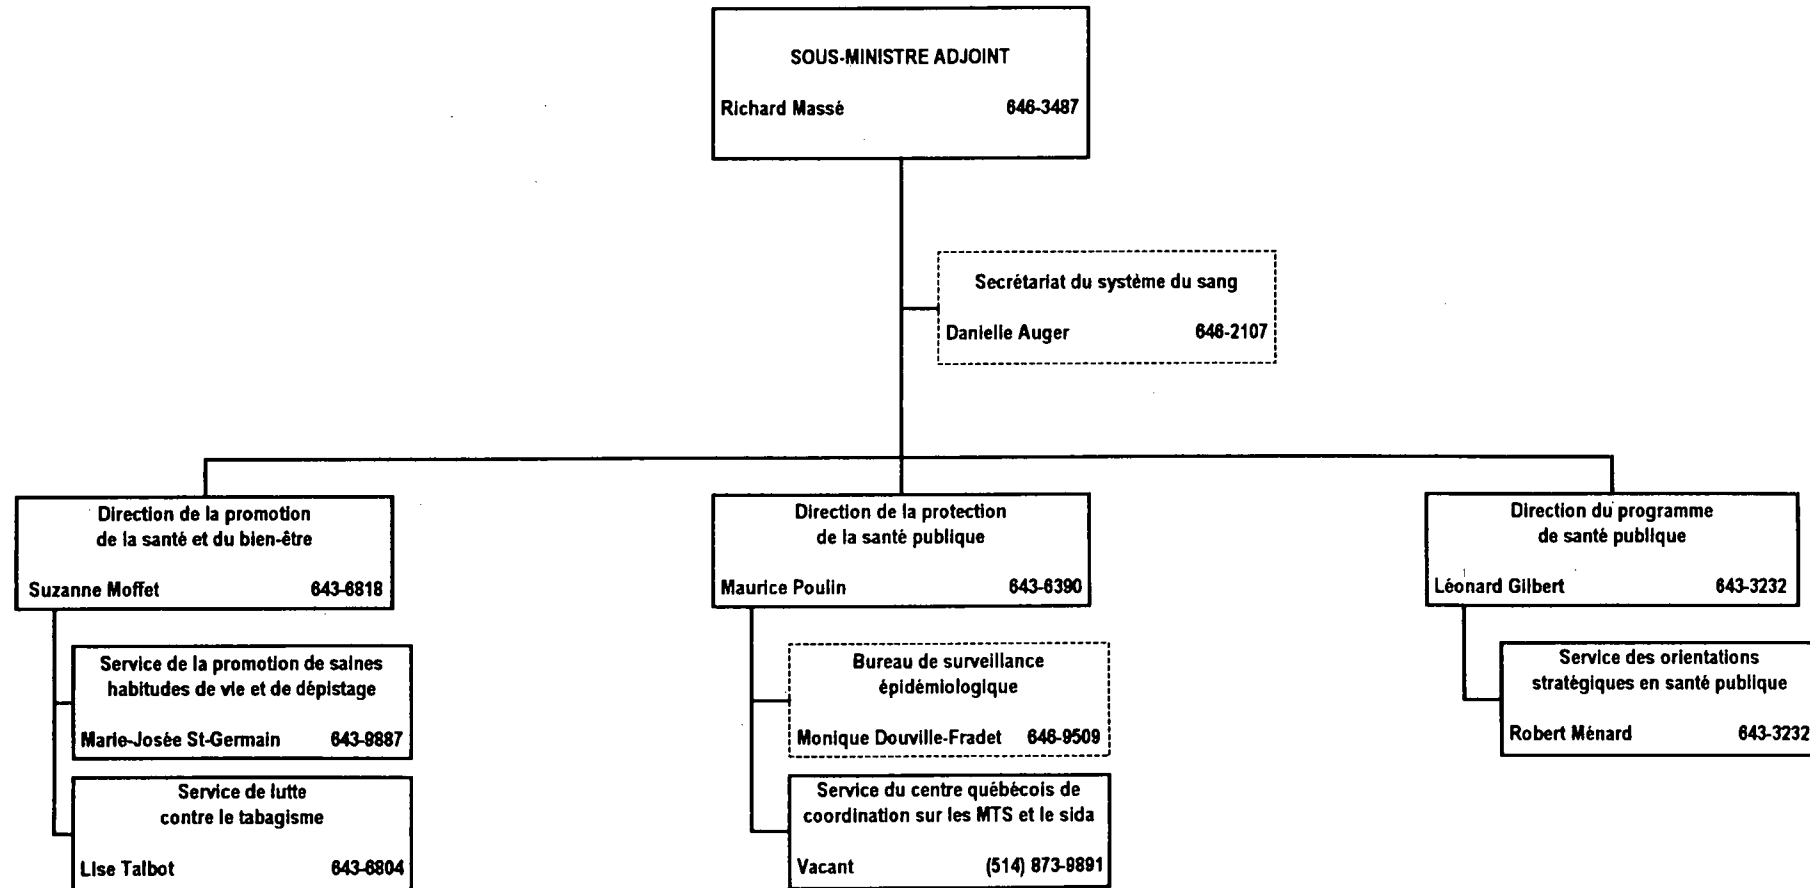 SOUS-MINISTRE ADJOINT
Richard Massé 646-3487
Secrétariat du système du sang
Danielle Auger 646-2107
Direction de la promotion
de la santé et du bien-être
Suzanne Moffet 643-6818
Service de la promotion de saines
habitudes de vie et de dépistage
Marie-Josée St-Germain 643-9887
Service de lutte
contre le tabagisme
Lise Talbot 643-6804
Direction de la protection
de la santé publique
Maurice Poulin 643-6390
Bureau de surveillance
épidémiologique
Monique Douville-Fradet 646-9509
Service du centre québécois de
coordination sur les MTS et le sida
Vacant (514) 873-9891
Direction du programme
de santé publique
Léonard Gilbert 643-3232
Service des orientations
stratégiques en santé publique
Robert Ménard 643-3232